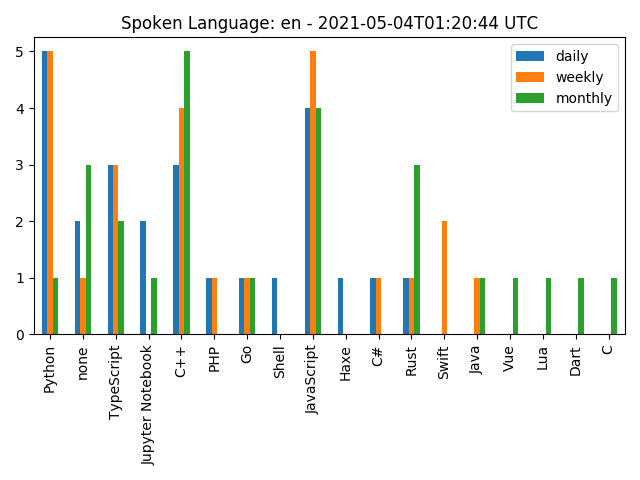 Spoken Language: en - 2021-05-04T01:20:44 UTC
daily
weekly
monthly
5
4
3
2
1
0
Python
none
TypeScript
Jupyter Notebook
C++
PHP
Go
Shell
JavaScript
Haxe
C#
Rust
Swift
Java
Vue
Lua
Dart
C